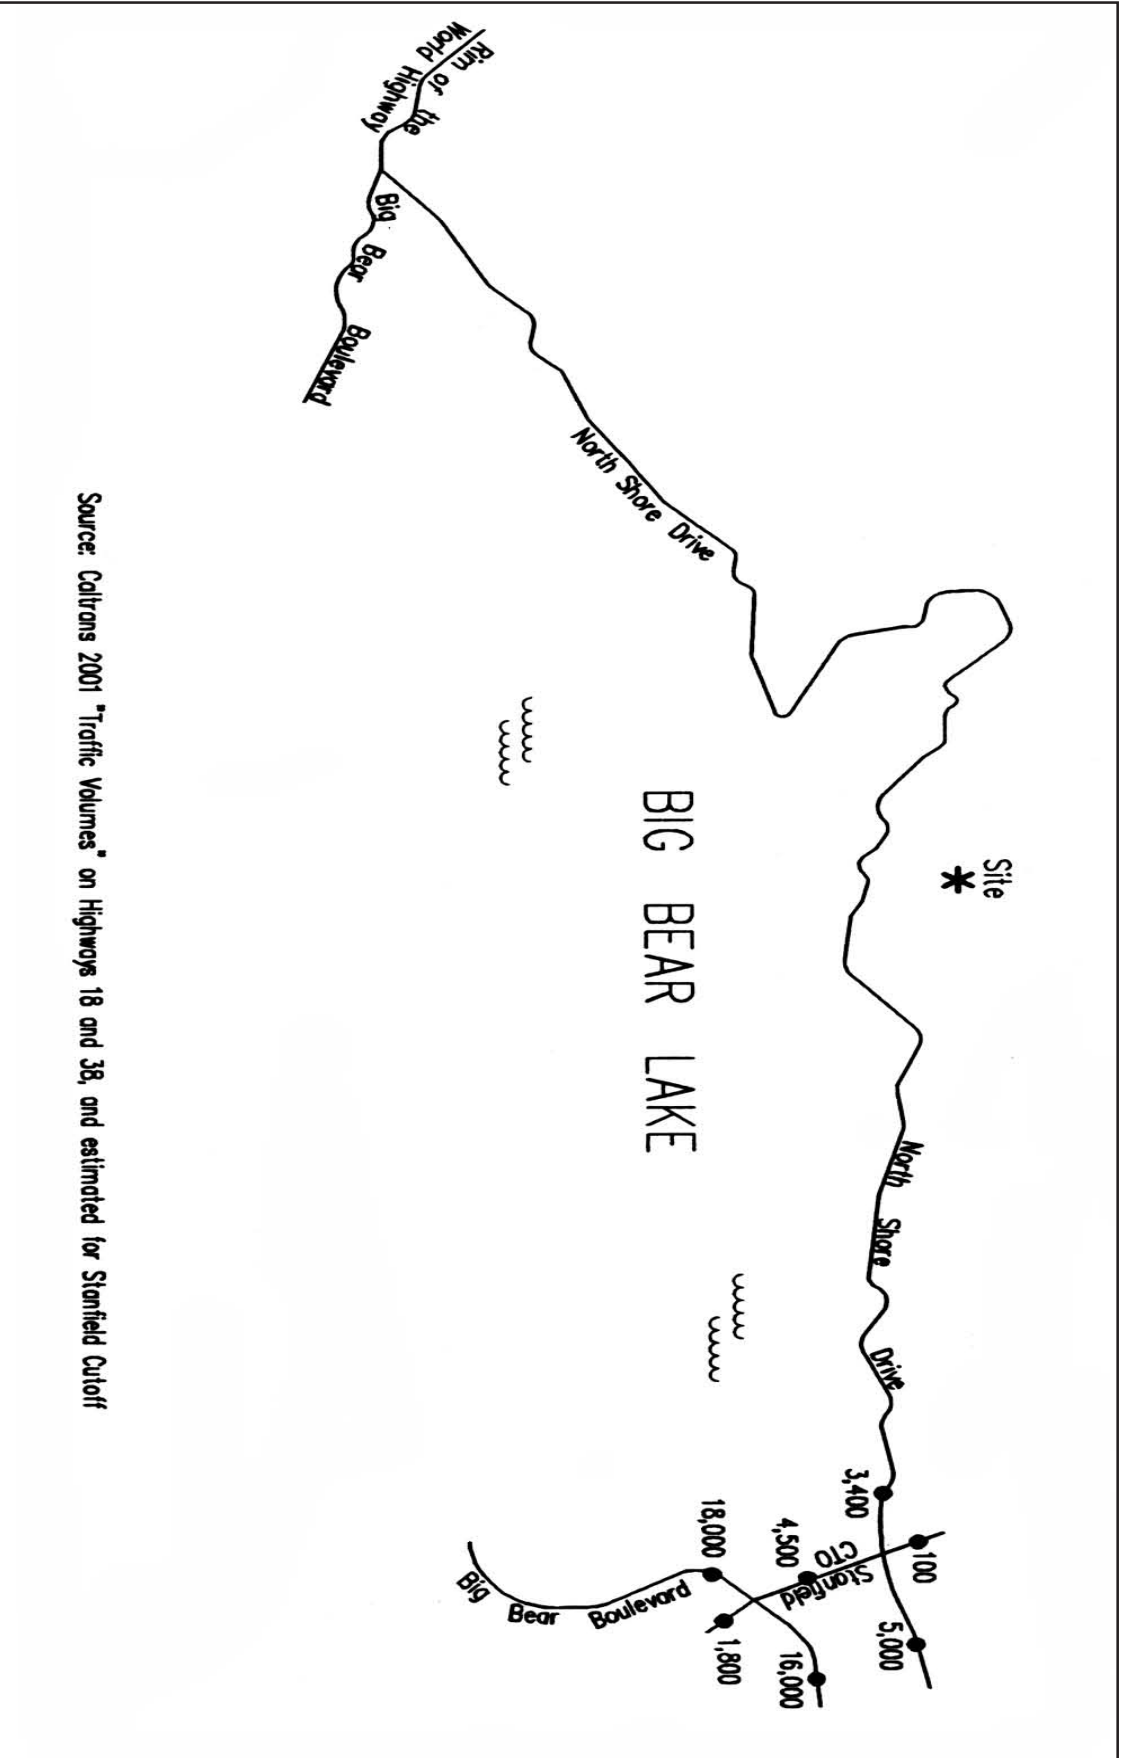 Rim of the
World Highway
Big Bear Boulevard
North Shore Drive
Site
BIG BEAR LAKE
North Shore Drive
3,400
100
5,000
4,500
Stanfield
CTO
18,000
1,800
16,000
Big Bear Boulevard
Source: Caltrans 2001 "Traffic Volumes" on Highways 18 and 38, and estimated for Stanfield Cutoff